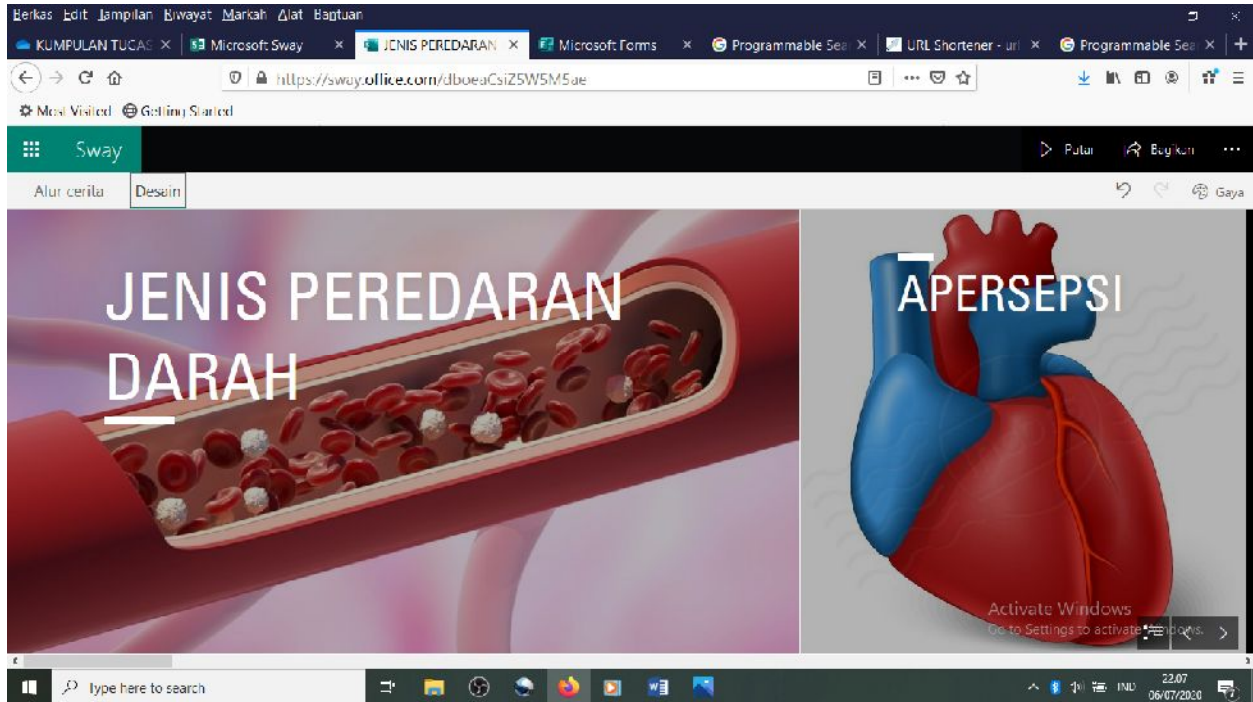 Berkas Edit Tampilan Riwayat Markah Alat Bantuan
KUMPULAN TUGAS Microsoft Sway JENIS PEREDARAN Microsoft Forms Programmable Sea URL Shortener - url Programmable Sea
https://sway.office.com/dboeaCsiZ5W5M5ae
Most Visited Getting Started
Sway Putar Bagikan
Alur cerita Desain Gaya
JENIS PEREDARAN
DARAH
APERSEPSI
Activate Windows
Go to Settings to activate Windows.
Type here to search
IND
22.07
06/07/2020